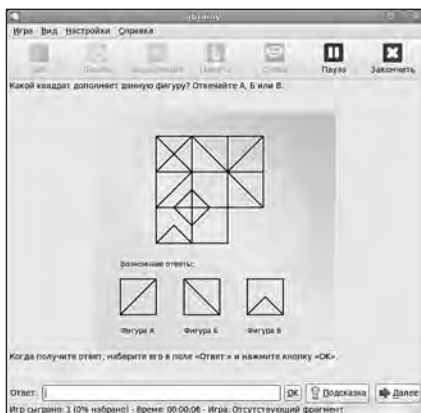 gbrainy
Игра Вид Настройки Справка
Пауза Закончить
Какой квадрат дополняет данную фигуру? Отвечайте А, Б или В.
Возможные ответы:
Фигура А Фигура Б Фигура В
Когда получите ответ, наберите его в поле «Ответ» и нажмите кнопку «ОК».
Ответ: ОК Подсказка Далее
Игр сыграно: 1 (0% набрано) - Время: 00:00:06 - Игра: Отсутствующий фрагмент